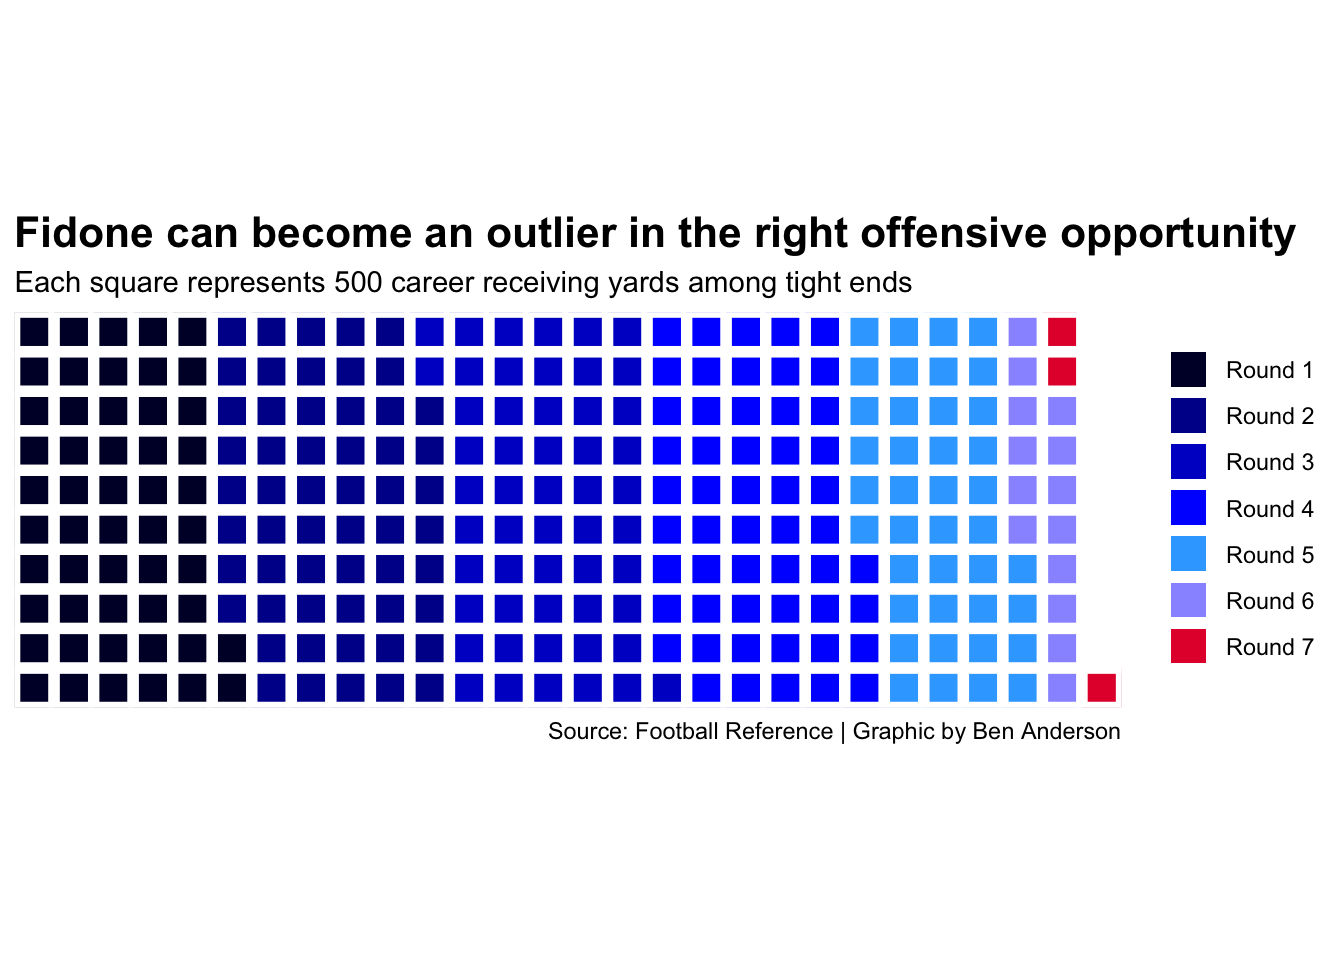 Fidone can become an outlier in the right offensive opportunity
Each square represents 500 career receiving yards among tight ends
Round 1
Round 2
Round 3
Round 4
Round 5
Round 6
Round 7
Source: Football Reference | Graphic by Ben Anderson